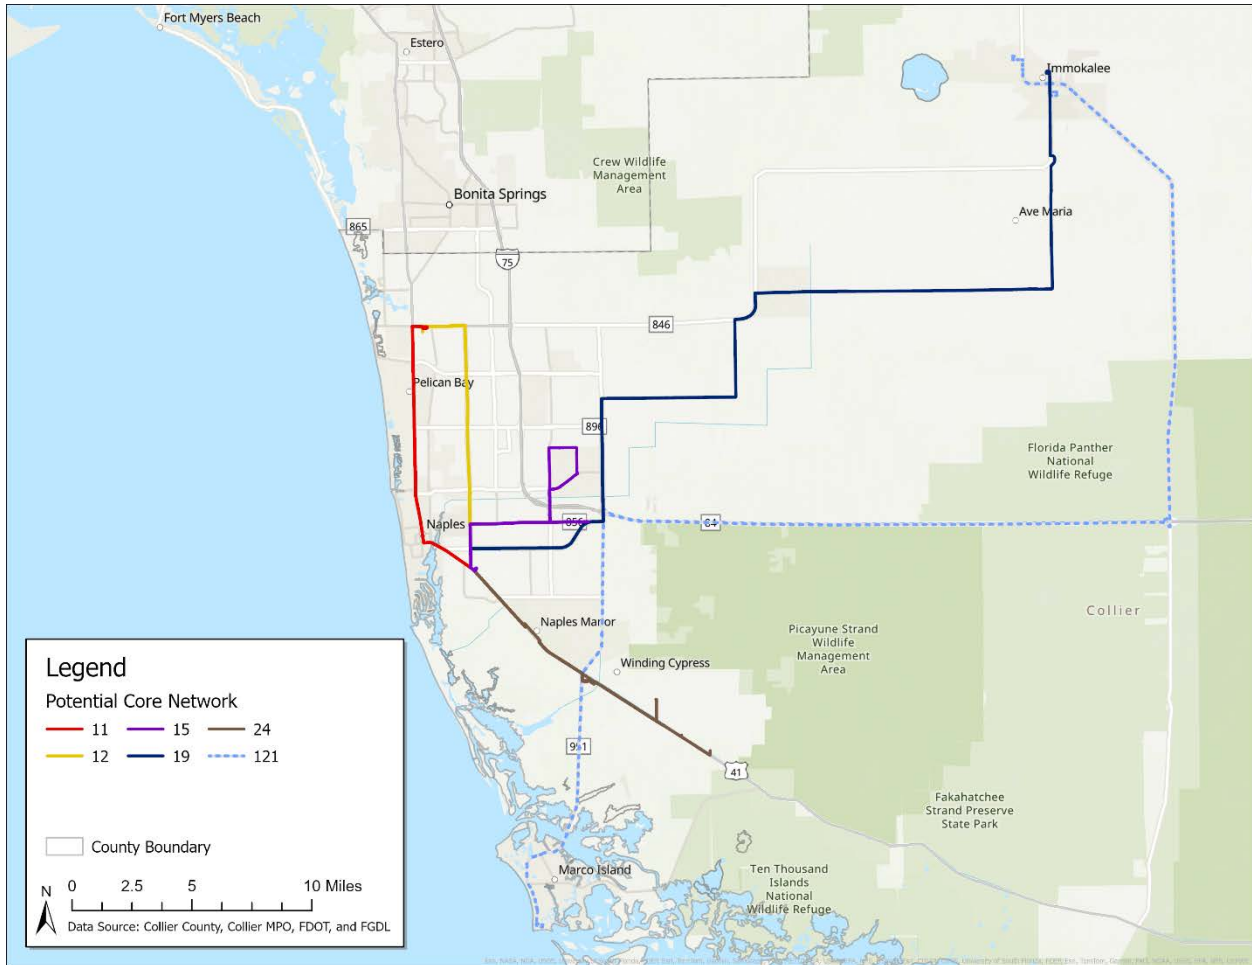 Fort Myers Beach
Estero
Immokalee
Crew Wildlife
Management
Area
Bonita Springs
Ave Maria
865
75
846
Pelican Bay
896
Florida Panther
National
Wildlife Refuge
Naples
856
84
Collier
Naples Manor
Picayune Strand
Wildlife
Management
Area
Winding Cypress
951
41
Fakahatchee
Strand Preserve
State Park
Marco Island
Ten Thousand
Islands
National
Wildlife Refuge
Legend
Potential Core Network
11 15 24
12 19 121
County Boundary
N 0 2.5 5 10 Miles
Data Source: Collier County, Collier MPO, FDOT, and FGDL